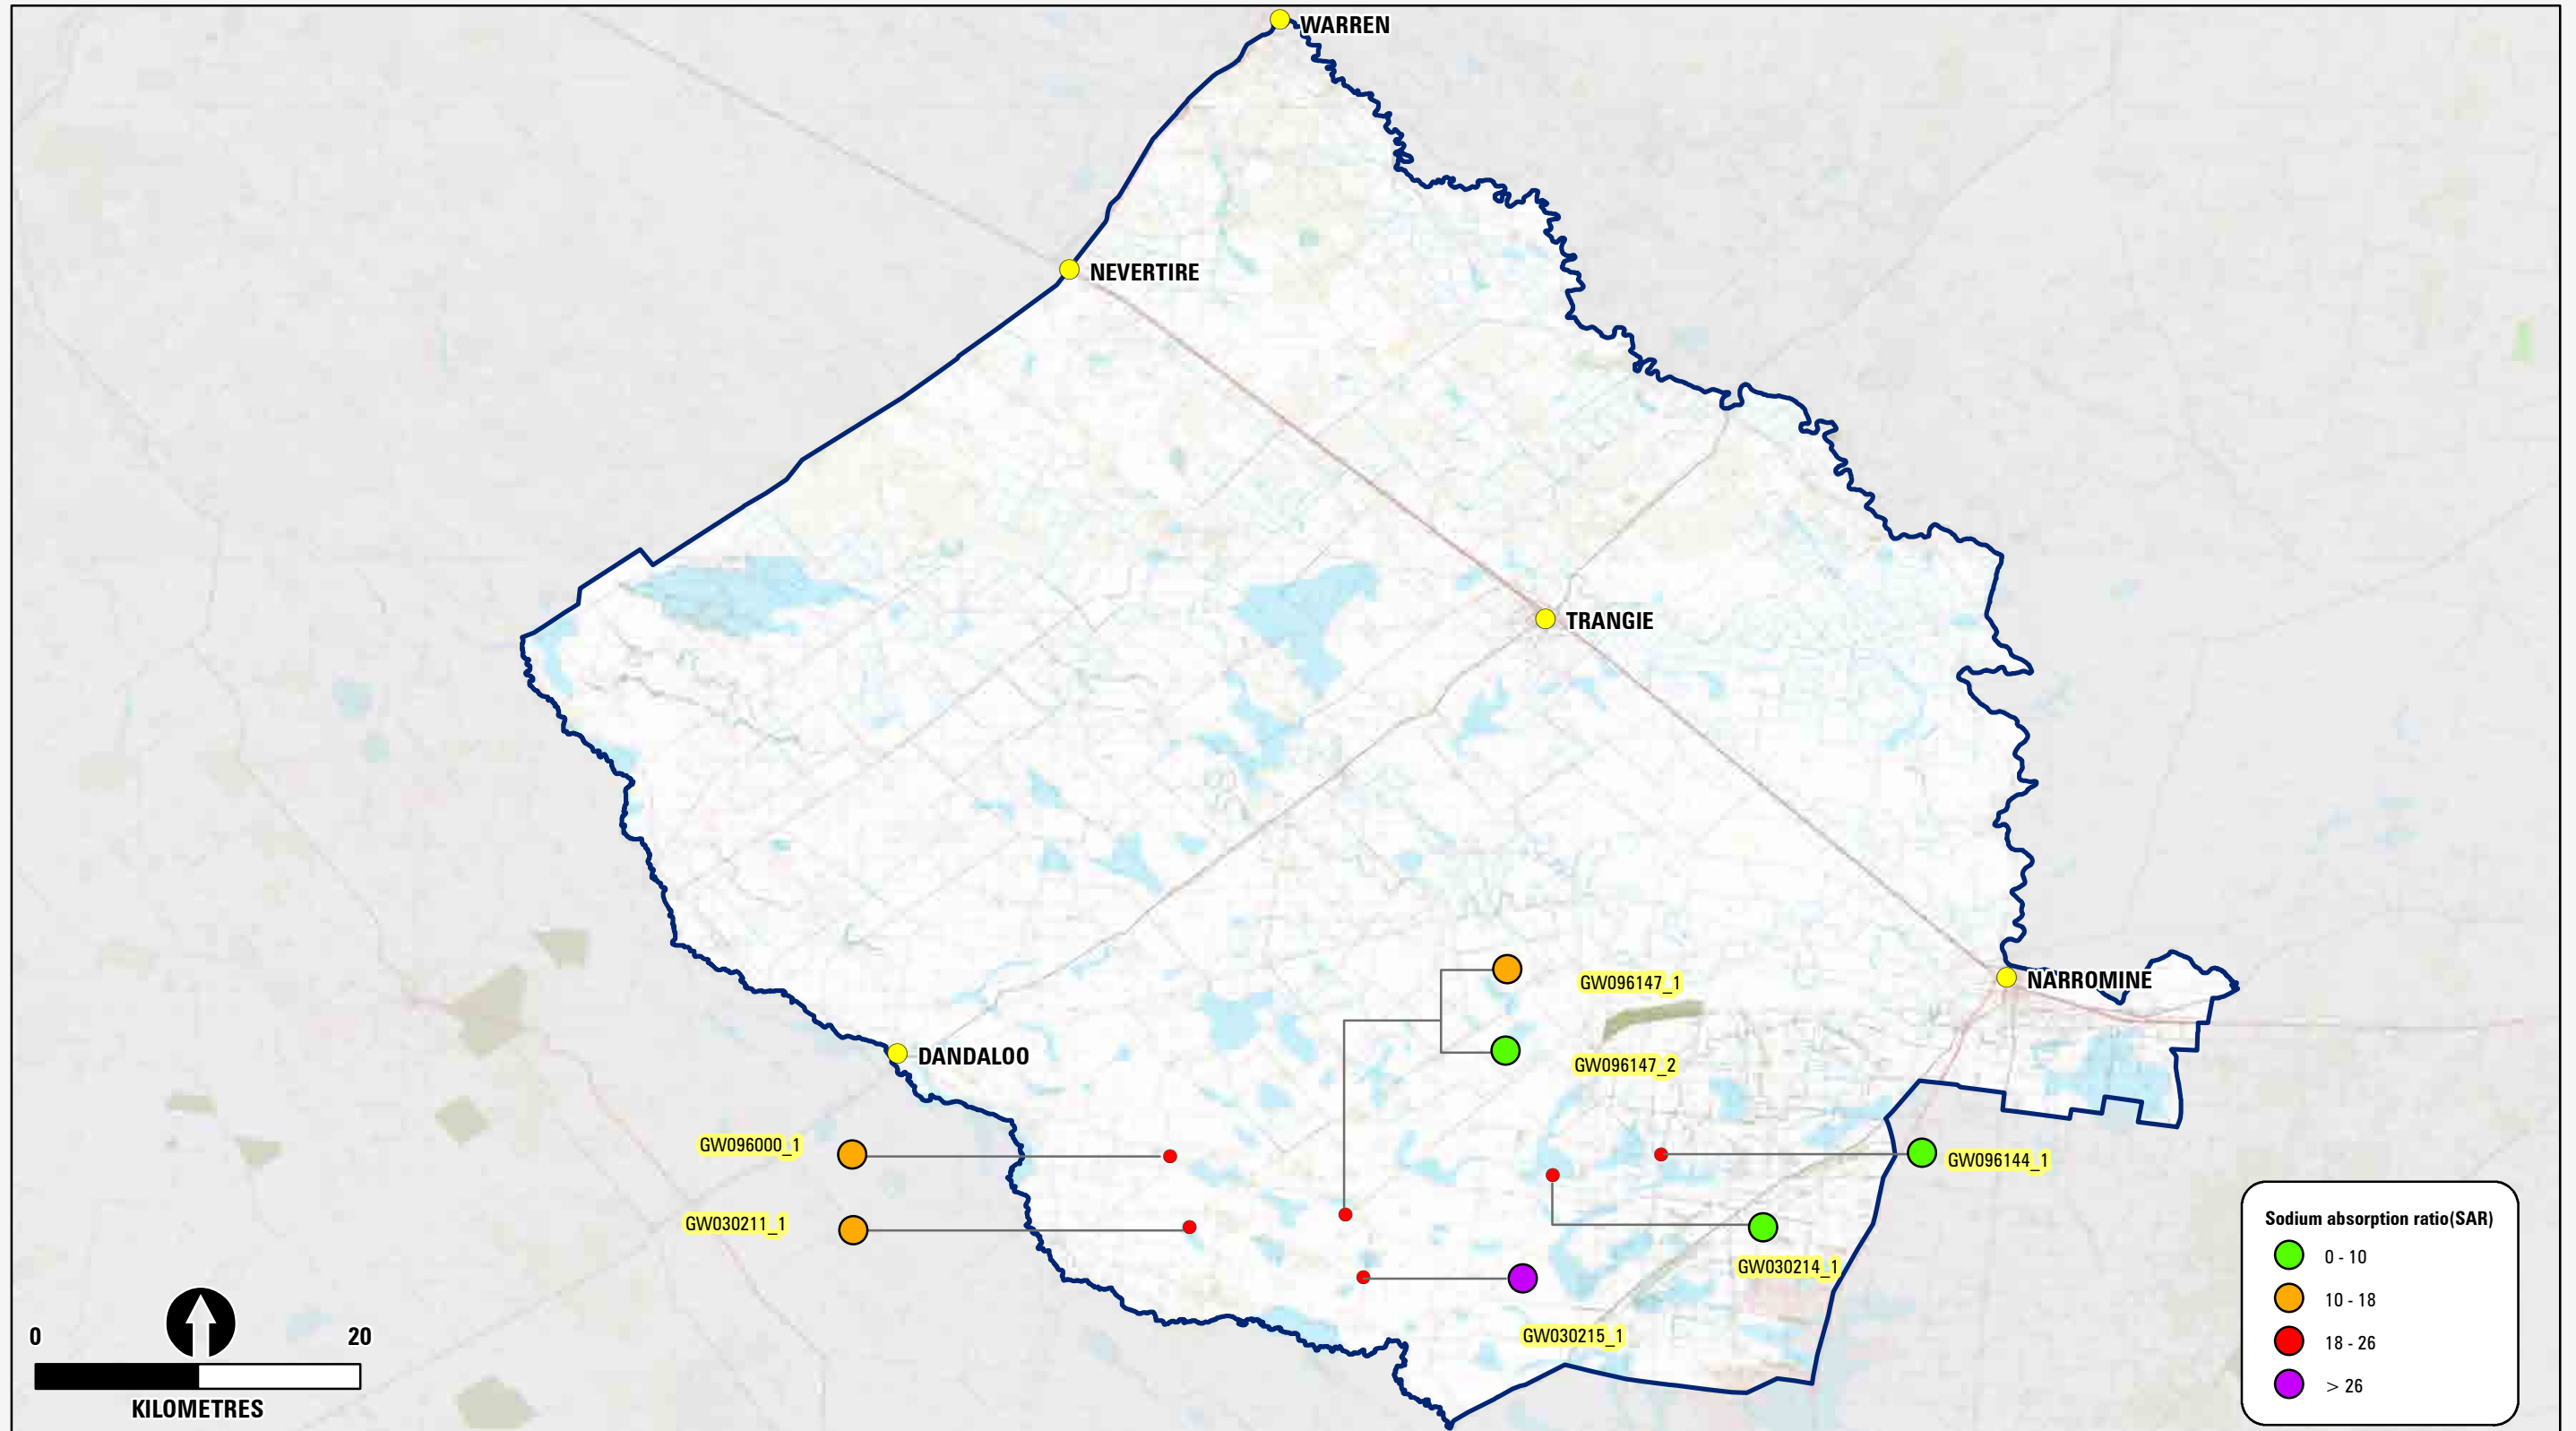 WARREN
NEVERTIRE
TRANGIE
NARROMINE
GW096147_1
DANDALOO
GW096147_2
GW096000_1
GW096144_1
GW030211_1
GW030214_1
GW030215_1
0 20
KILOMETRES
Sodium absorption ratio(SAR)
0 - 10
10 - 18
18 - 26
> 26